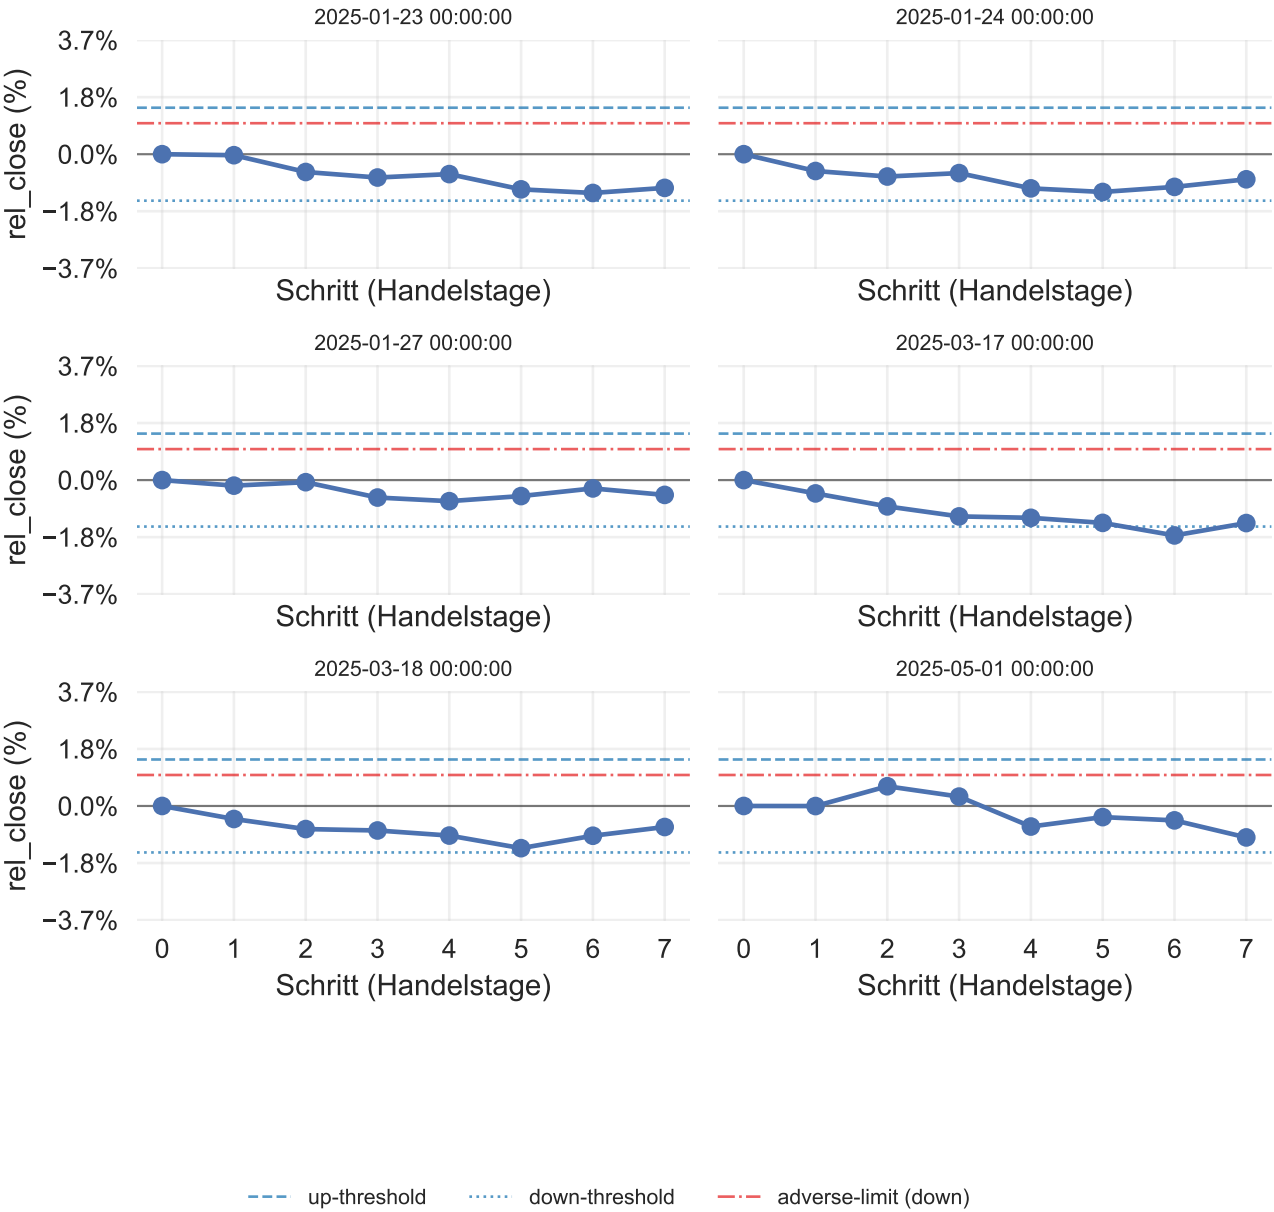 2025-01-23 00:00:00
2025-01-24 00:00:00
3.7%
1.8%
0.0%
−1.8%
−3.7%
rel_close (%)
Schritt (Handelstage)
Schritt (Handelstage)
2025-01-27 00:00:00
2025-03-17 00:00:00
3.7%
1.8%
0.0%
−1.8%
−3.7%
rel_close (%)
Schritt (Handelstage)
Schritt (Handelstage)
2025-03-18 00:00:00
2025-05-01 00:00:00
3.7%
1.8%
0.0%
−1.8%
−3.7%
rel_close (%)
0 1 2 3 4 5 6 7
0 1 2 3 4 5 6 7
Schritt (Handelstage)
Schritt (Handelstage)
up-threshold down-threshold adverse-limit (down)